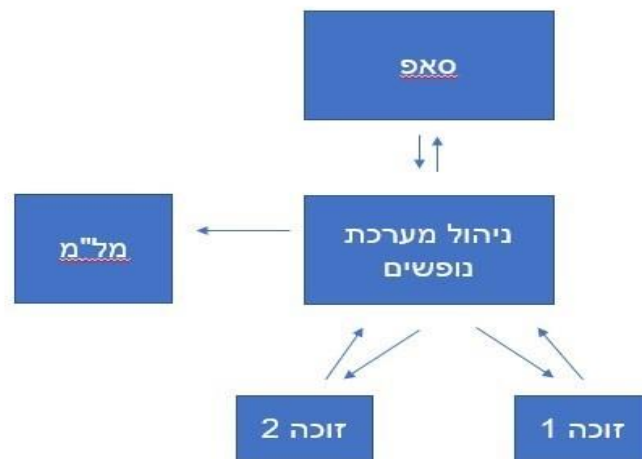 סאפ
ניהול מערכת
נופשים
מל"מ
זוכה 1
זוכה 2